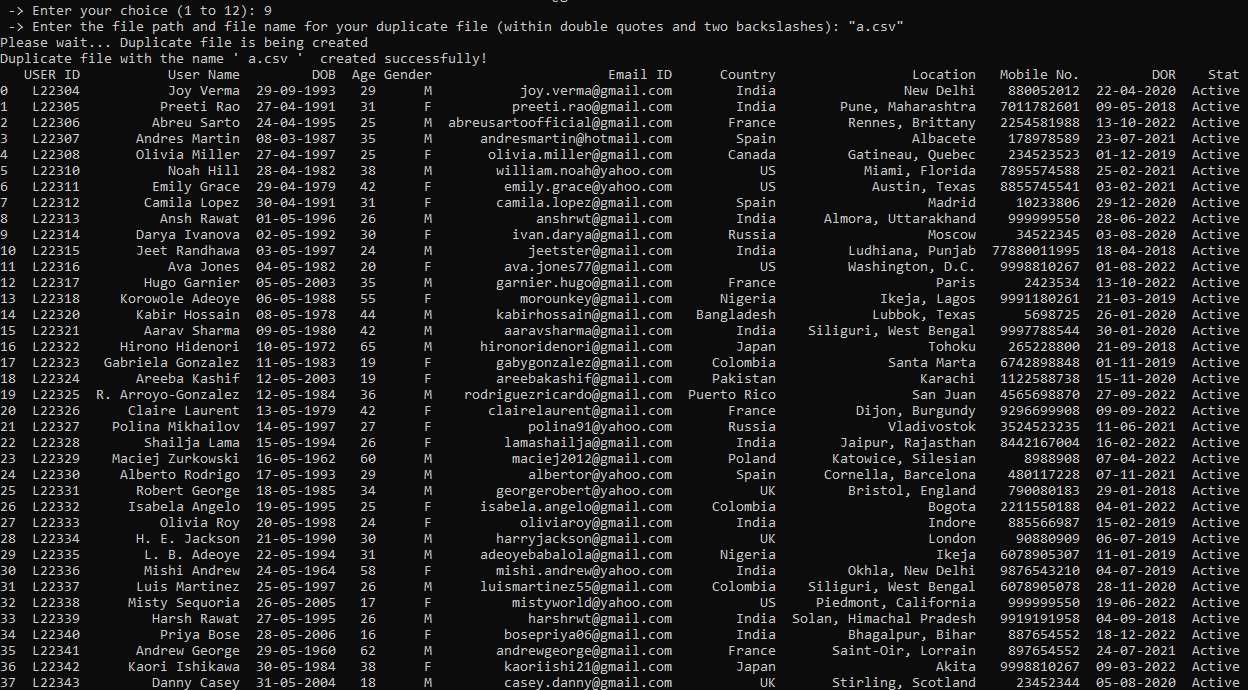 -> Enter your choice (1 to 12): 9
-> Enter the file path and file name for your duplicate file (within double quotes and two backslashes): "a.csv"
Please wait... Duplicate file is being created
Duplicate file with the name ' a.csv '  created successfully!
USER ID User Name DOB Age Gender Email ID Country Location Mobile No. DOR Stat
0 L22304 Joy Verma 29-09-1993 29 M joy.verma@gmail.com India New Delhi 880052012 22-04-2020 Active
1 L22305 Preeti Rao 27-04-1991 31 F preeti.rao@gmail.com India Pune, Maharashtra 7011782601 09-05-2018 Active
2 L22306 Abreu Sarto 24-04-1995 25 M abreusartoofficial@gmail.com France Rennes, Brittany 2254581988 13-10-2022 Active
3 L22307 Andres Martin 08-03-1987 35 M andresmartin@hotmail.com Spain Albacete 178978589 23-07-2021 Active
4 L22308 Olivia Miller 27-04-1997 25 F olivia.miller@gmail.com Canada Gatineau, Quebec 234523523 01-12-2019 Active
5 L22310 Noah Hill 28-04-1982 38 M william.noah@yahoo.com US Miami, Florida 7895574588 25-02-2021 Active
6 L22311 Emily Grace 29-04-1979 42 F emily.grace@yahoo.com US Austin, Texas 8855745541 03-02-2021 Active
7 L22312 Camila Lopez 30-04-1991 31 F camila.lopez@gmail.com Spain Madrid 10233806 29-12-2020 Active
8 L22313 Ansh Rawat 01-05-1996 26 M anshrwt@gmail.com India Almora, Uttarakhand 999999550 28-06-2022 Active
9 L22314 Darya Ivanova 02-05-1992 30 F ivan.darya@gmail.com Russia Moscow 34522345 03-08-2020 Active
10 L22315 Jeet Randhawa 03-05-1997 24 M jeetster@gmail.com India Ludhiana, Punjab 77880011995 18-04-2018 Active
11 L22316 Ava Jones 04-05-1982 20 F ava.jones77@gmail.com US Washington, D.C. 9998810267 01-08-2022 Active
12 L22317 Hugo Garnier 05-05-2003 35 M garnier.hugo@gmail.com France Paris 2423534 13-10-2022 Active
13 L22318 Korowole Adeoye 06-05-1988 55 F morounkey@gmail.com Nigeria Ikeja, Lagos 9991180261 21-03-2019 Active
14 L22320 Kabir Hossain 08-05-1978 44 M kabirhossain@gmail.com Bangladesh Lubbok, Texas 5698725 26-01-2020 Active
15 L22321 Aarav Sharma 09-05-1980 42 M aaravsharma@gmail.com India Siliguri, West Bengal 9997788544 30-01-2020 Active
16 L22322 Hirono Hidenori 10-05-1972 65 M hironoridenori@gmail.com Japan Tohoku 265228800 21-09-2018 Active
17 L22323 Gabriela Gonzalez 11-05-1983 19 F gabygonzalez@gmail.com Colombia Santa Marta 6742898848 01-11-2019 Active
18 L22324 Areeba Kashif 12-05-2003 19 F areebakashif@gmail.com Pakistan Karachi 1122588738 15-11-2020 Active
19 L22325 R. Arroyo-Gonzalez 12-05-1984 36 M rodriguezricardo@gmail.com Puerto Rico San Juan 4565698870 27-09-2022 Active
20 L22326 Claire Laurent 13-05-1979 42 F clairelaurent@gmail.com France Dijon, Burgundy 9296699908 09-09-2022 Active
21 L22327 Polina Mikhailov 14-05-1997 27 F polina91@yahoo.com Russia Vladivostok 3524523235 11-06-2021 Active
22 L22328 Shailja Lama 15-05-1994 26 F lamashailja@gmail.com India Jaipur, Rajasthan 8442167004 16-02-2022 Active
23 L22329 Maciej Zurkowski 16-05-1962 60 M maciej2012@gmail.com Poland Katowice, Silesian 8988908 07-04-2022 Active
24 L22330 Alberto Rodrigo 17-05-1993 29 M albertor@yahoo.com Spain Cornella, Barcelona 480117228 07-11-2021 Active
25 L22331 Robert George 18-05-1985 34 M georgerobert@yahoo.com UK Bristol, England 790080183 29-01-2018 Active
26 L22332 Isabela Angelo 19-05-1995 25 F isabela.angelo@gmail.com Colombia Bogota 2211550188 04-01-2022 Active
27 L22333 Olivia Roy 20-05-1998 24 F oliviaroy@gmail.com India Indore 885566987 15-02-2019 Active
28 L22334 H. E. Jackson 21-05-1990 30 M harryjackson@gmail.com UK London 90880909 06-07-2019 Active
29 L22335 L. B. Adeoye 22-05-1994 31 M adeoyebabalola@gmail.com Nigeria Ikeja 6078905307 11-01-2019 Active
30 L22336 Mishi Andrew 24-05-1964 58 F mishi.andrew@yahoo.com India Okhla, New Delhi 9876543210 04-07-2019 Active
31 L22337 Luis Martinez 25-05-1997 26 M luismartinez55@gmail.com Colombia Siliguri, West Bengal 6078905078 28-11-2020 Active
32 L22338 Misty Sequoria 26-05-2005 17 F mistyworld@yahoo.com US Piedmont, California 999999550 19-06-2022 Active
33 L22339 Harsh Rawat 27-05-1995 26 M harshrwt@gmail.com India Solan, Himachal Pradesh 9919191958 04-09-2018 Active
34 L22340 Priya Bose 28-05-2006 16 F bosepriya06@gmail.com India Bhagalpur, Bihar 887654552 18-12-2022 Active
35 L22341 Andrew George 29-05-1960 62 M andrewgeorge@gmail.com France Saint-Oir, Lorrain 897654552 24-07-2021 Active
36 L22342 Kaori Ishikawa 30-05-1984 38 F kaoriishi21@gmail.com Japan Akita 9998810267 09-03-2022 Active
37 L22343 Danny Casey 31-05-2004 18 M casey.danny@gmail.com UK Stirling, Scotland 23452344 05-08-2020 Active